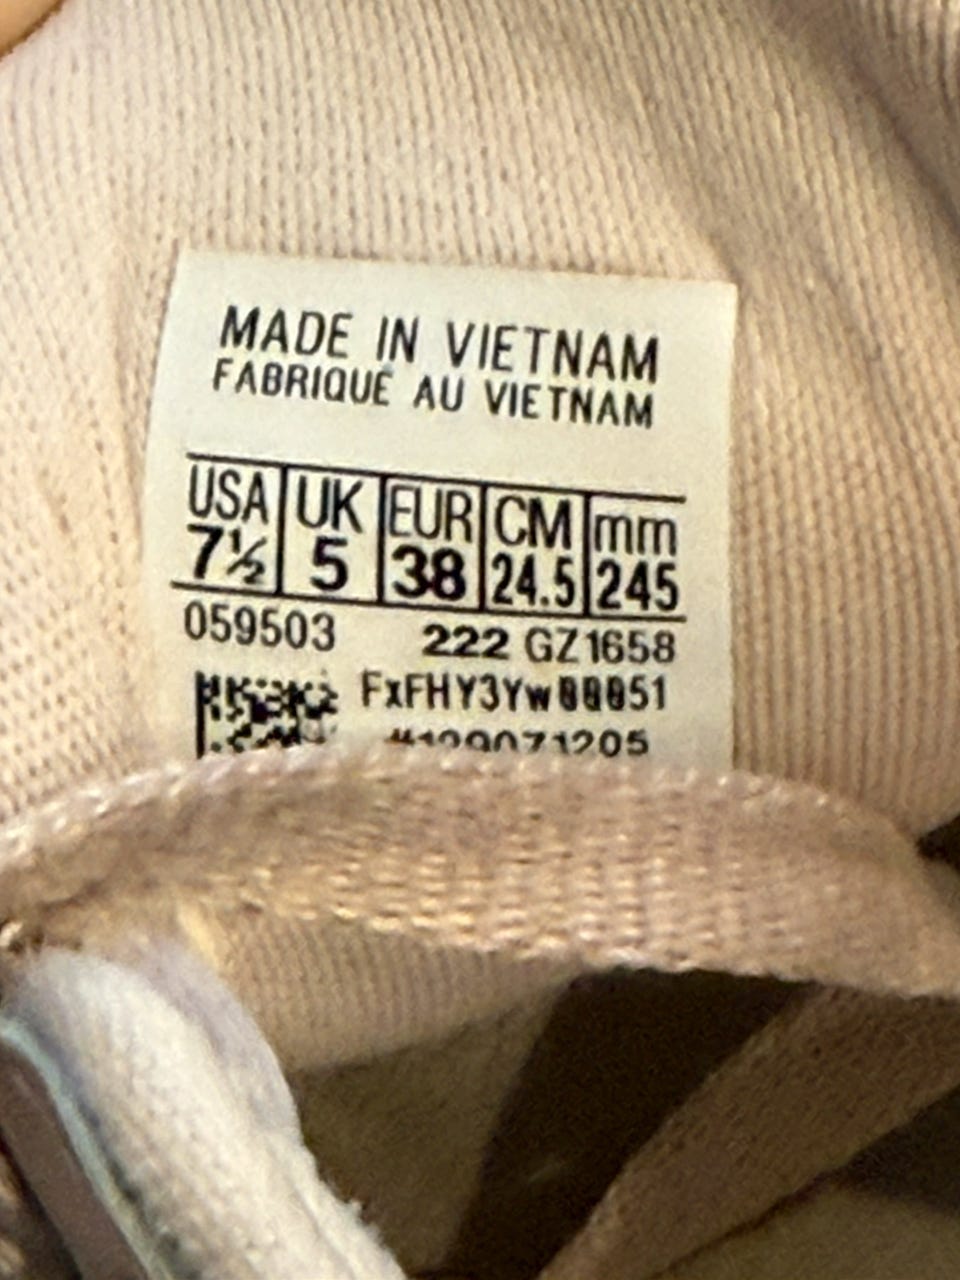 MADE IN VIETNAM
FABRIQUÉ AU VIETNAM
USA UK EUR CM mm
7½ 5 38 24.5 245
059503 222 GZ1658
FxFHY3Yw00051
#129071205